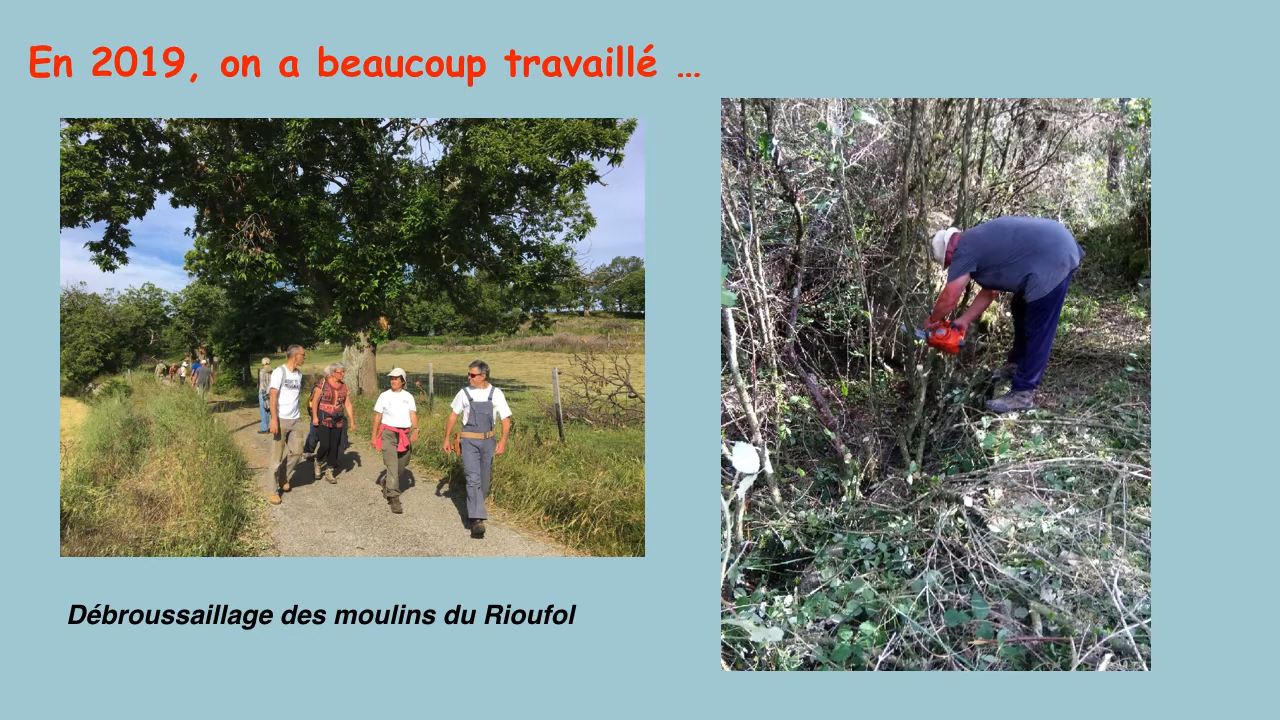 En 2019, on a beaucoup travaillé …
Débroussaillage des moulins du Rioufol